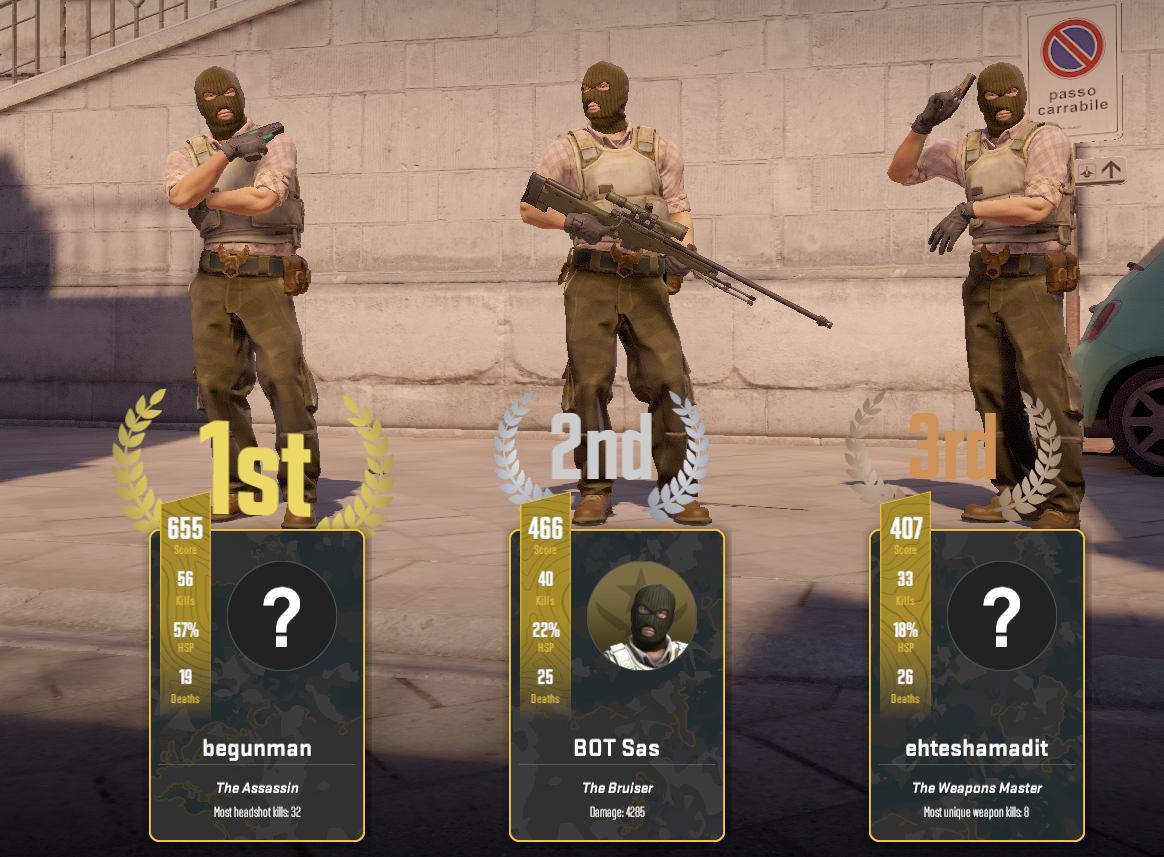 passo
carrabile
1st
2nd
3rd
655
Score
56
Kills
57%
HSP
19
Deaths
?
begunman
The Assassin
Most headshot kills: 32
466
Score
40
Kills
22%
HSP
25
Deaths
BOT Sas
The Bruiser
Damage: 4285
407
Score
33
Kills
18%
HSP
26
Deaths
?
ehteshamadit
The Weapons Master
Most unique weapon kills: 8